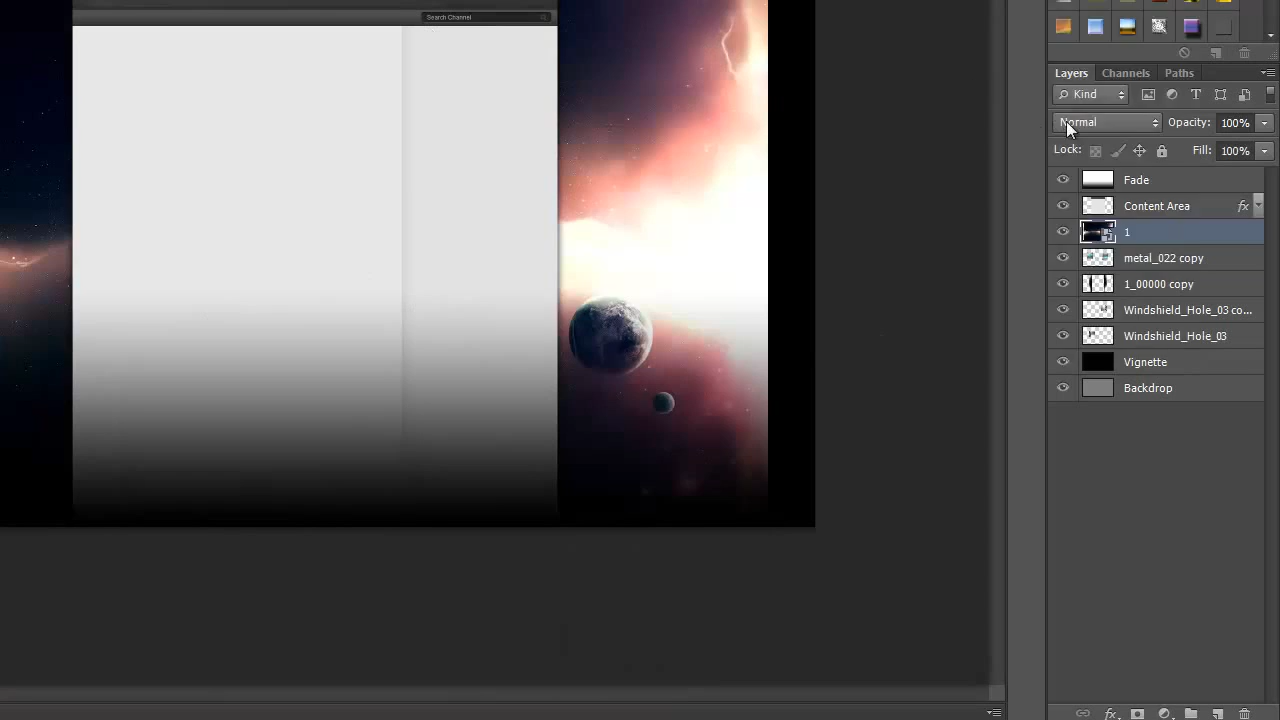 Search Channel
Layers Channels Paths
Kind
Normal Opacity: 100%
Lock: Fill: 100%
Fade
Content Area fx
1
metal_022 copy
1_00000 copy
Windshield_Hole_03 co...
Windshield_Hole_03
Vignette
Backdrop
fx